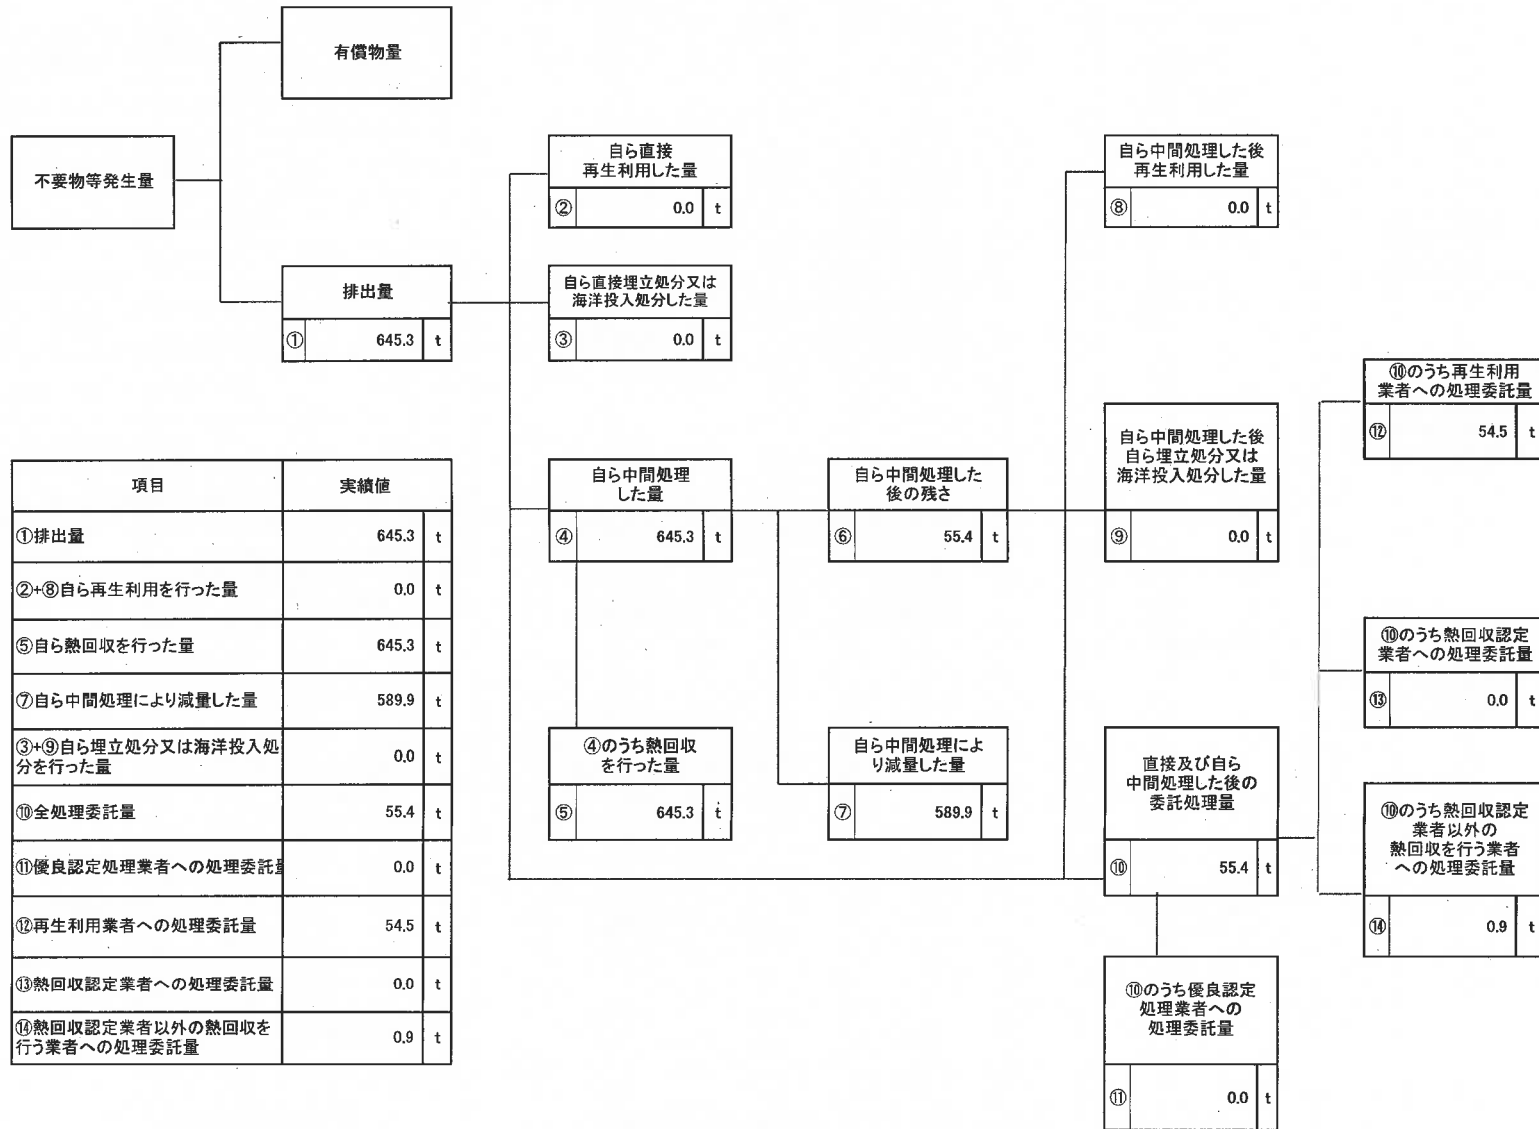 有償物量
不要物等発生量
排出量
① 645.3 t
自ら直接
再生利用した量
② 0.0 t
自ら直接埋立処分又は
海洋投入処分した量
③ 0.0 t
自ら中間処理
した量
④ 645.3 t
④のうち熱回収
を行った量
⑤ 645.3 t
自ら中間処理した
後の残さ
⑥ 55.4 t
自ら中間処理によ
り減量した量
⑦ 589.9 t
自ら中間処理した後
再生利用した量
⑧ 0.0 t
自ら中間処理した後
自ら埋立処分又は
海洋投入処分した量
⑨ 0.0 t
直接及び自ら
中間処理した後の
委託処理量
⑩ 55.4 t
⑩のうち優良認定
処理業者への
処理委託量
⑪ 0.0 t
⑩のうち再生利用
業者への処理委託量
⑫ 54.5 t
⑩のうち熱回収認定
業者への処理委託量
⑬ 0.0 t
⑩のうち熱回収認定
業者以外の
熱回収を行う業者
への処理委託量
⑭ 0.9 t
項目 実績値
①排出量 645.3 t
②+⑧自ら再生利用を行った量 0.0 t
⑤自ら熱回収を行った量 645.3 t
⑦自ら中間処理により減量した量 589.9 t
③+⑨自ら埋立処分又は海洋投入処
分を行った量 0.0 t
⑩全処理委託量 55.4 t
⑪優良認定処理業者への処理委託量 0.0 t
⑫再生利用業者への処理委託量 54.5 t
⑬熱回収認定業者への処理委託量 0.0 t
⑭熱回収認定業者以外の熱回収を
行う業者への処理委託量 0.9 t